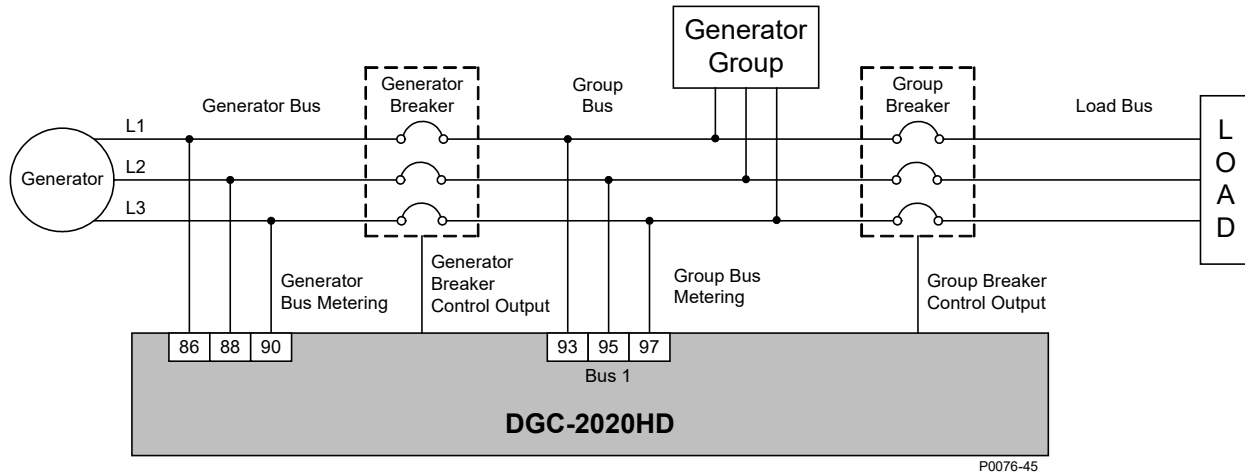 Generator
Group
Generator Bus
Generator
Breaker
Group
Bus
Group
Breaker
Load Bus
L1
L2
L3
Generator
L
O
A
D
Generator
Bus Metering
Generator
Breaker
Control Output
Group Bus
Metering
Group Breaker
Control Output
86 88 90
93 95 97
Bus 1
DGC-2020HD
P0076-45